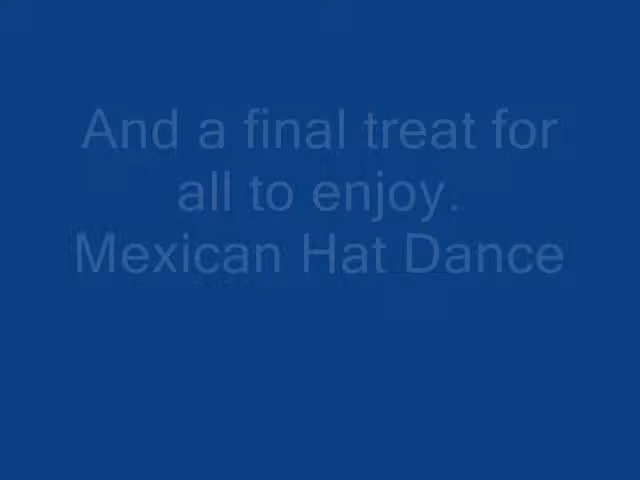 And a final treat for
all to enjoy.
Mexican Hat Dance